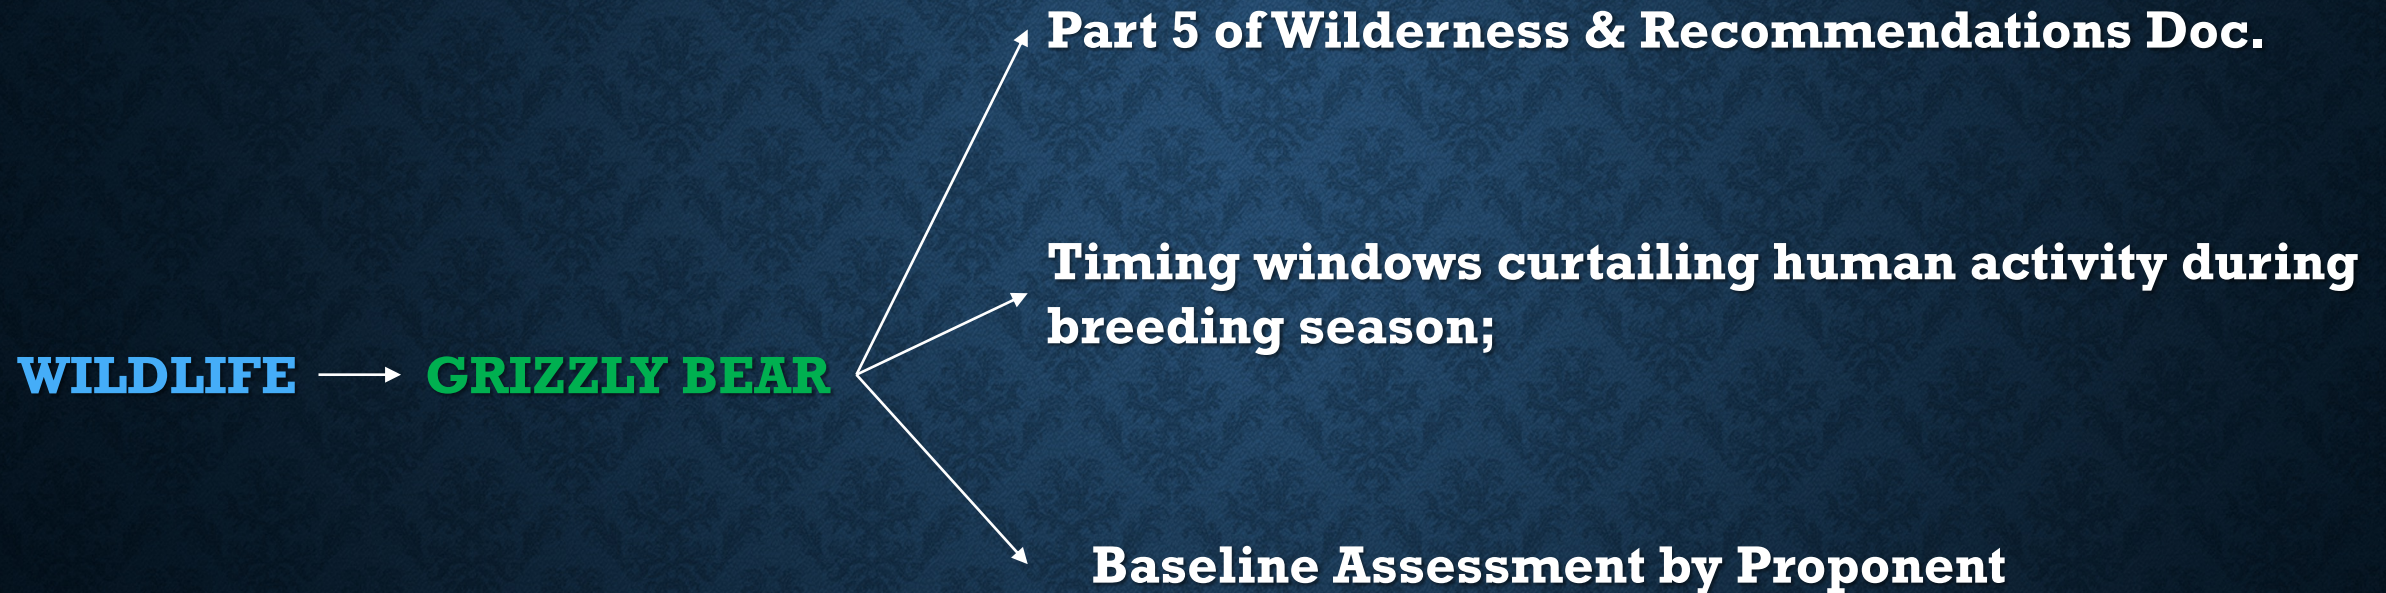 Part 5 of Wilderness & Recommendations Doc.
Timing windows curtailing human activity during
breeding season;
WILDLIFE
GRIZZLY BEAR
Baseline Assessment by Proponent